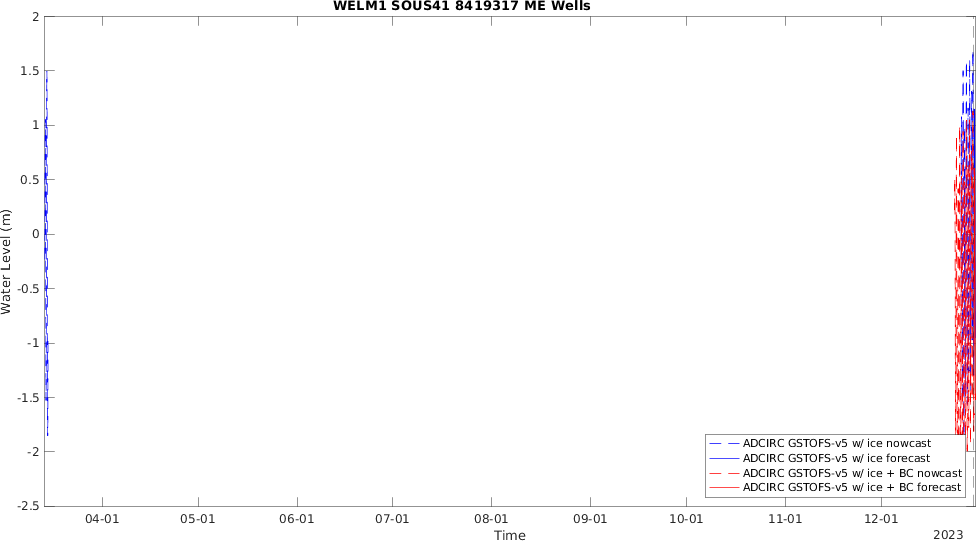 WELM1 SOUS41 8419317 ME Wells
2
1.5
1
0.5
0
-0.5
-1
-1.5
-2
-2.5
Water Level (m)
ADCIRC GSTOFS-v5 w/ ice nowcast
ADCIRC GSTOFS-v5 w/ ice forecast
ADCIRC GSTOFS-v5 w/ ice + BC nowcast
ADCIRC GSTOFS-v5 w/ ice + BC forecast
04-01 05-01 06-01 07-01 08-01 09-01 10-01 11-01 12-01
Time
2023